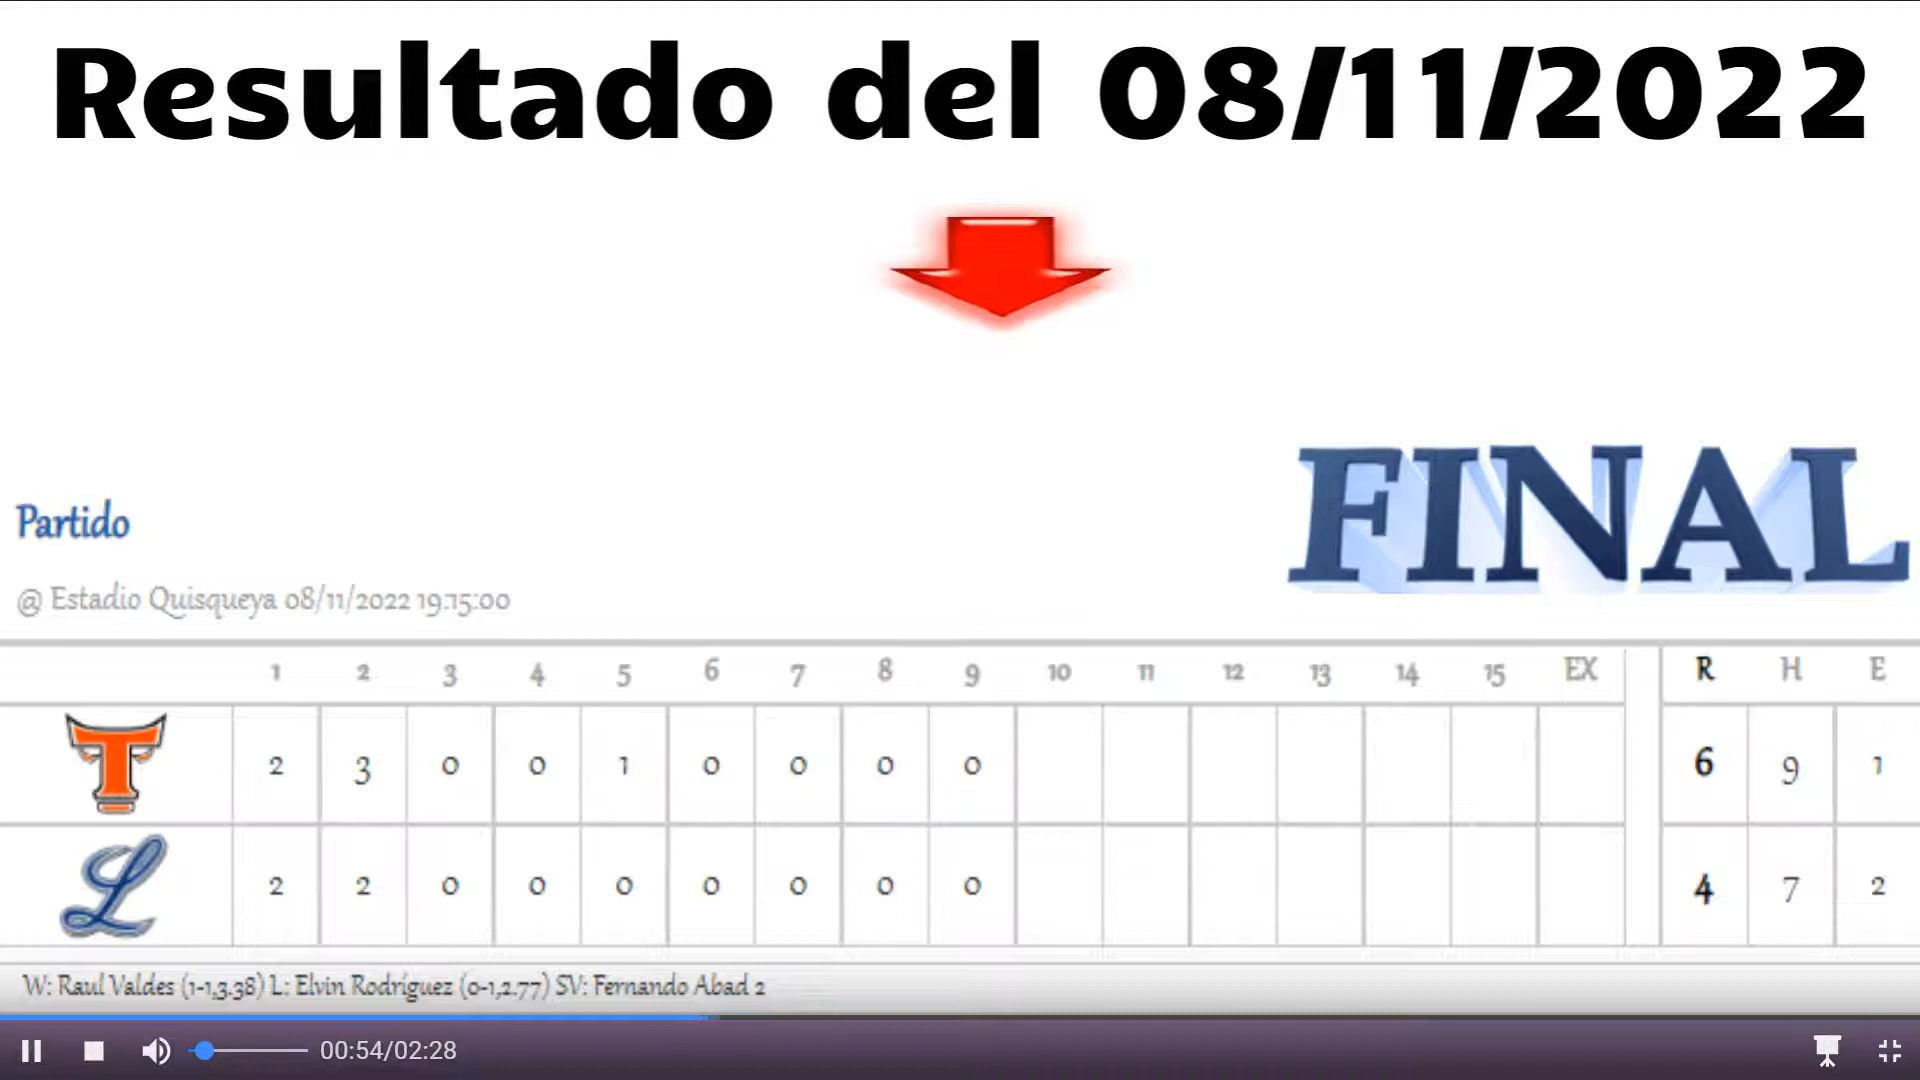 Resultado del 08/11/2022
FINAL
Partido
@ Estadio Quisqueya 08/11/2022 19:15:00
1 2 3 4 5 6 7 8 9 10 11 12 13 14 15 EX R H E
T 2 3 0 0 1 0 0 0 0 6 9 1
L 2 2 0 0 0 0 0 0 0 4 7 2
W: Raul Valdes (1-1,3.38) L: Elvin Rodríguez (0-1,2.77) SV: Fernando Abad 2
00:54/02:28